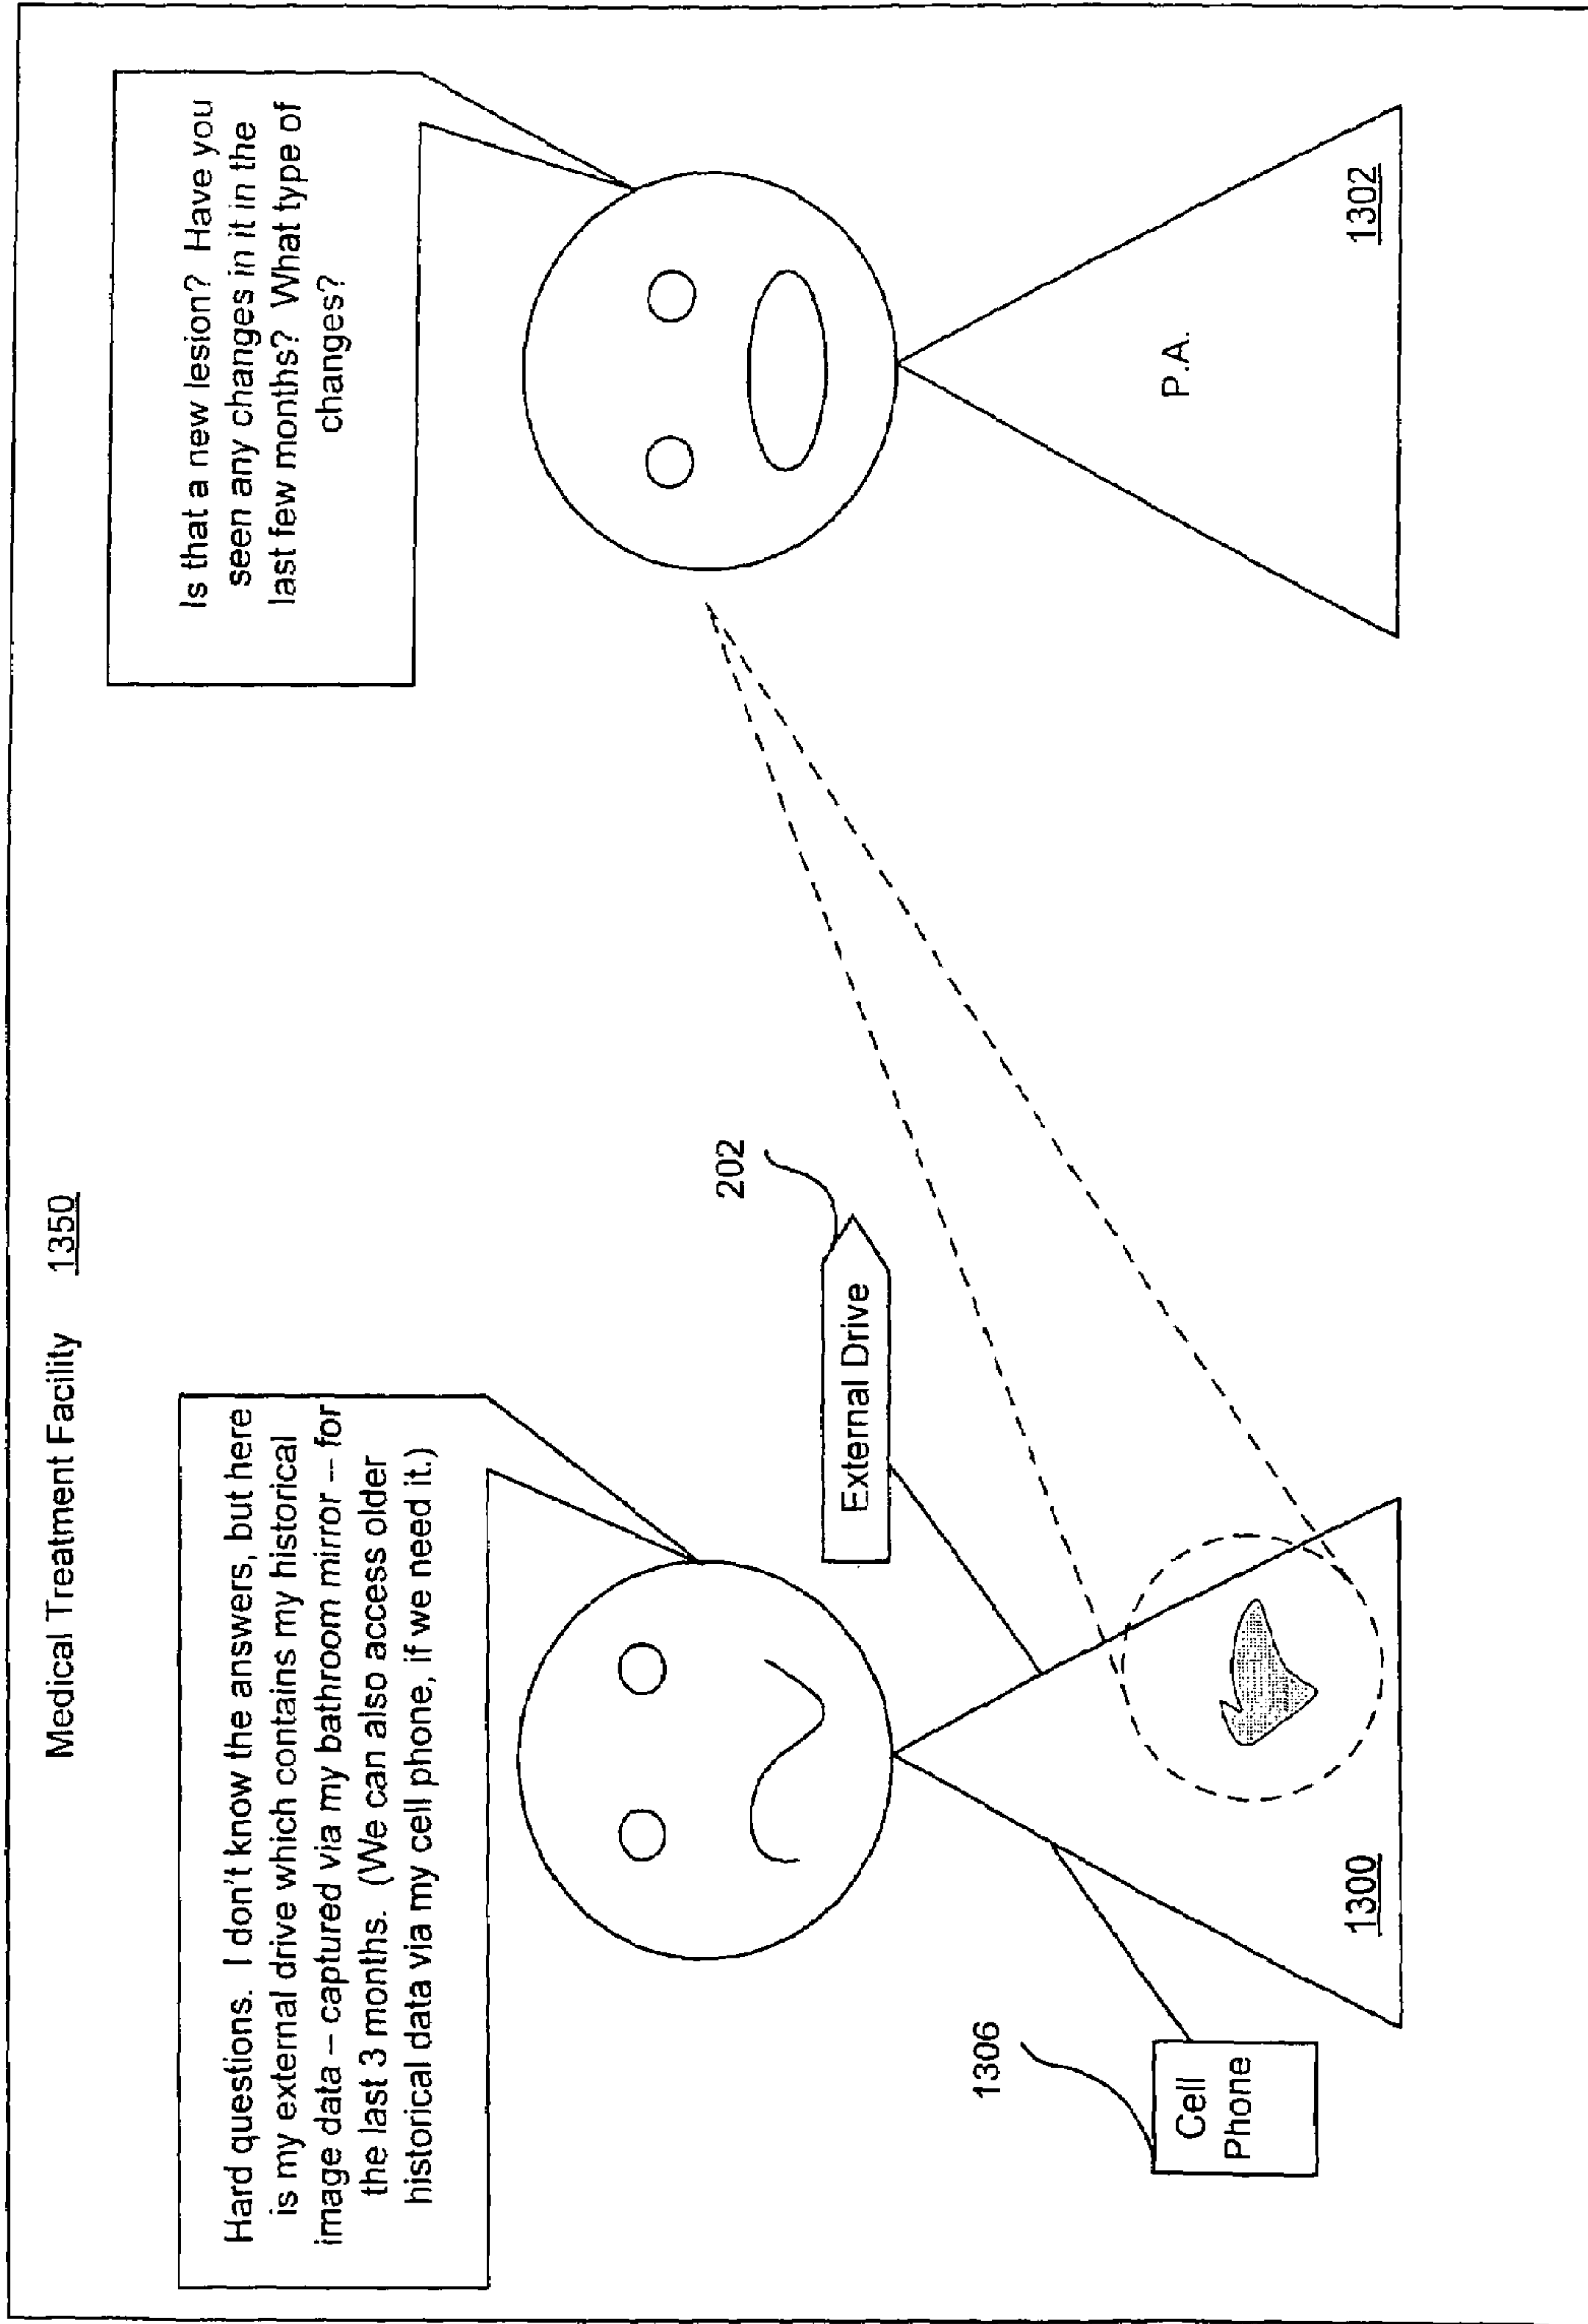 Medical Treatment Facility 1350
Hard questions.  I don't know the answers, but here
is my external drive which contains my historical
image data – captured via my bathroom mirror – for
the last 3 months.  (We can also access older
historical data via my cell phone, if we need it.)
Is that a new lesion?  Have you
seen any changes in it in the
last few months?  What type of
changes?
202
External Drive
1306
Cell
Phone
1300
P.A.
1302